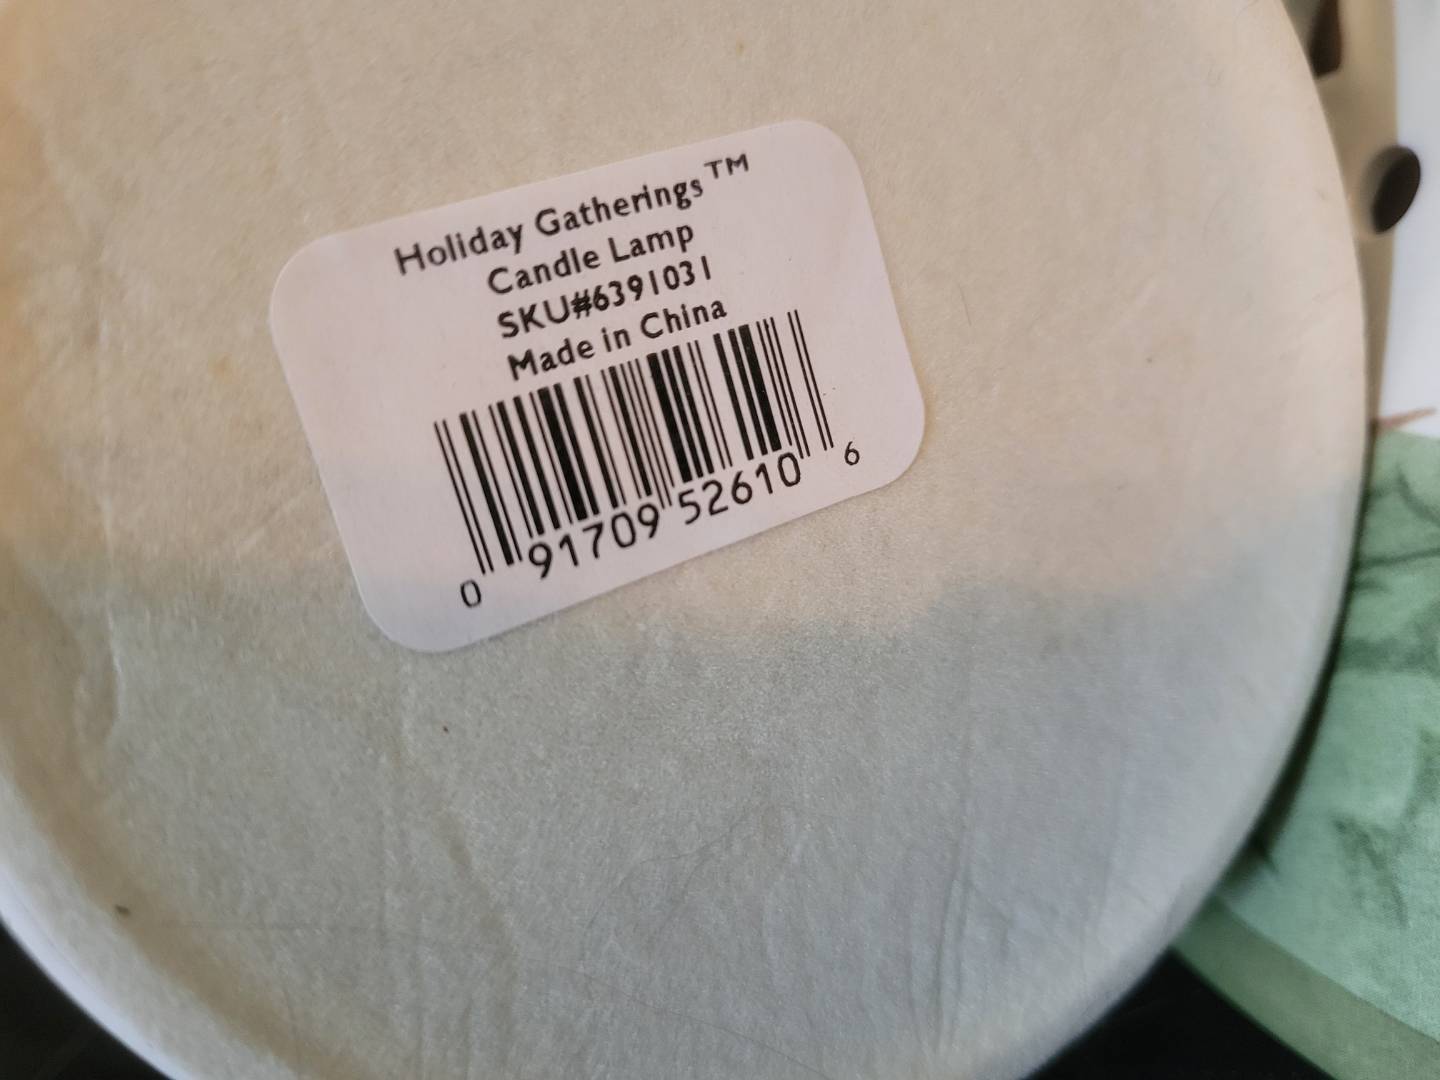 Holiday Gatherings™
Candle Lamp
SKU#6391031
Made in China
0 91709 52610 6